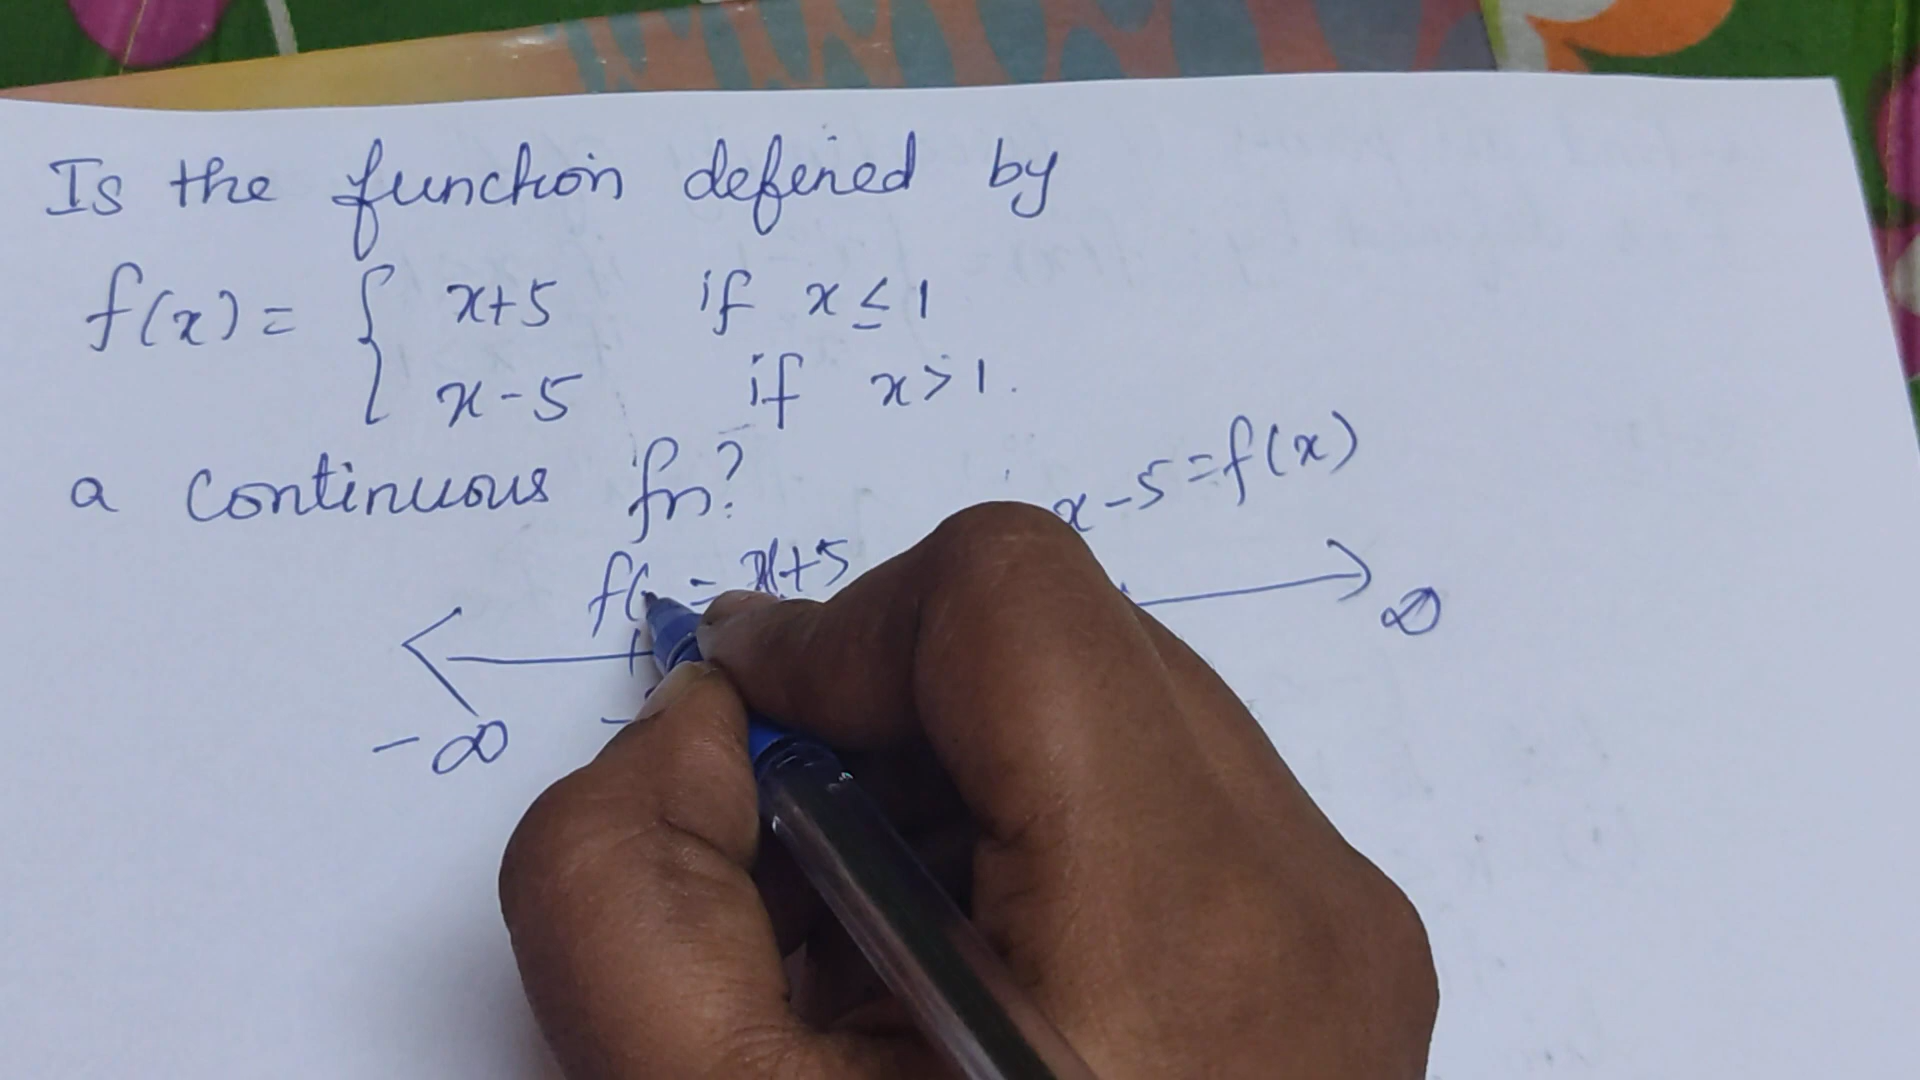 Is the function defined by
f(x) = { x+5 if x ≤ 1
x-5 if x > 1.
a continuous fn?
x-5=f(x)
f( = x+5
-∞ ∞